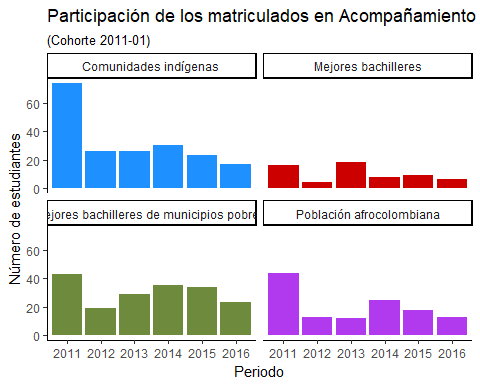 Participación de los matriculados en Acompañamiento
(Cohorte 2011-01)
Comunidades indígenas
Mejores bachilleres
60
40
20
0
ejores bachilleres de municipios pobre
Población afrocolombiana
60
40
20
0
Número de estudiantes
2011 2012 2013 2014 2015 2016
2011 2012 2013 2014 2015 2016
Periodo